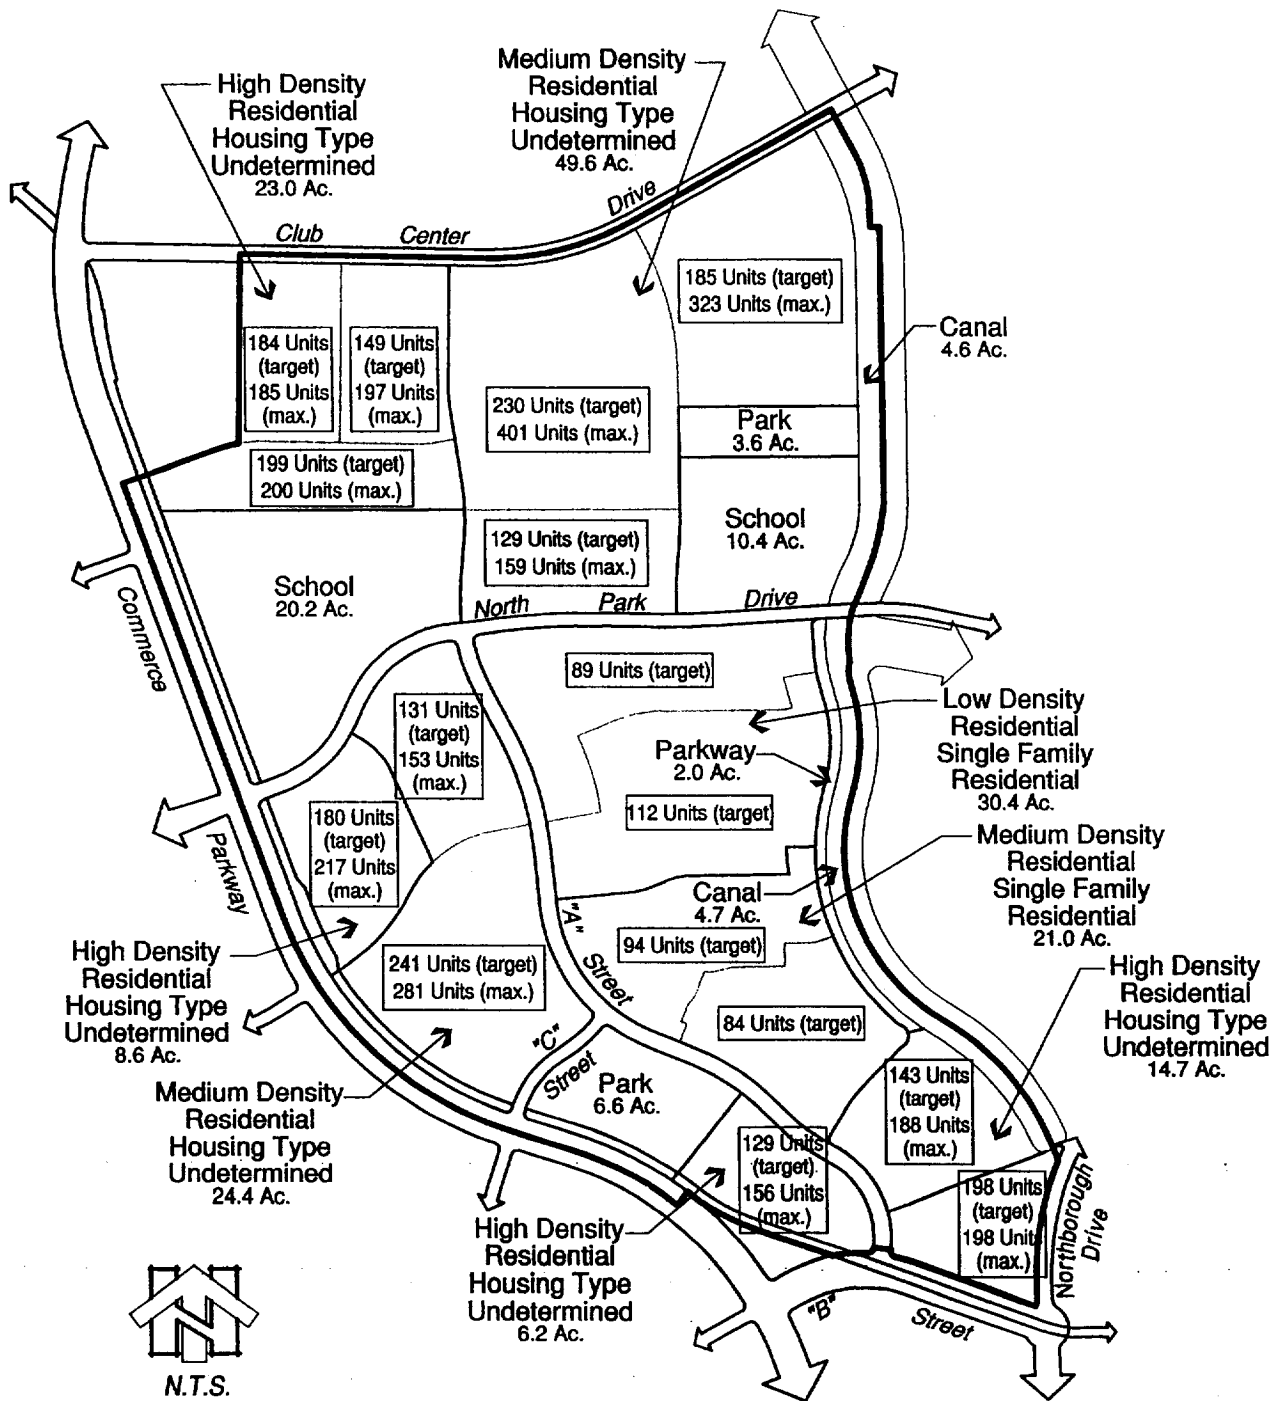 High Density
Residential
Housing Type
Undetermined
23.0 Ac.
Medium Density
Residential
Housing Type
Undetermined
49.6 Ac.
Club Center Drive
185 Units (target)
323 Units (max.)
Canal
4.6 Ac.
184 Units
(target)
185 Units
(max.)
149 Units
(target)
197 Units
(max.)
230 Units (target)
401 Units (max.)
Park
3.6 Ac.
199 Units (target)
200 Units (max.)
School
10.4 Ac.
129 Units (target)
159 Units (max.)
School
20.2 Ac.
North Park Drive
Commerce
Parkway
89 Units (target)
131 Units
(target)
153 Units
(max.)
Low Density
Residential
Single Family
Residential
30.4 Ac.
Parkway
2.0 Ac.
112 Units (target)
180 Units
(target)
217 Units
(max.)
Medium Density
Residential
Single Family
Residential
21.0 Ac.
Canal
4.7 Ac.
"A" Street
94 Units (target)
High Density
Residential
Housing Type
Undetermined
8.6 Ac.
241 Units (target)
281 Units (max.)
High Density
Residential
Housing Type
Undetermined
14.7 Ac.
84 Units (target)
"C"
Street
Park
6.6 Ac.
143 Units
(target)
188 Units
(max.)
Medium Density
Residential
Housing Type
Undetermined
24.4 Ac.
129 Units
(target)
156 Units
(max.)
198 Units
(target)
198 Units
(max.)
Northborough
Drive
High Density
Residential
Housing Type
Undetermined
6.2 Ac.
"B" Street
N
N.T.S.